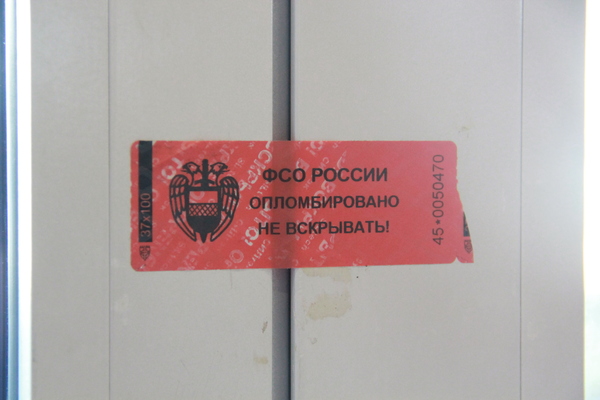 37x100
ФСО РОССИИ
ОПЛОМБИРОВАНО
НЕ ВСКРЫВАТЬ!
45•0050470